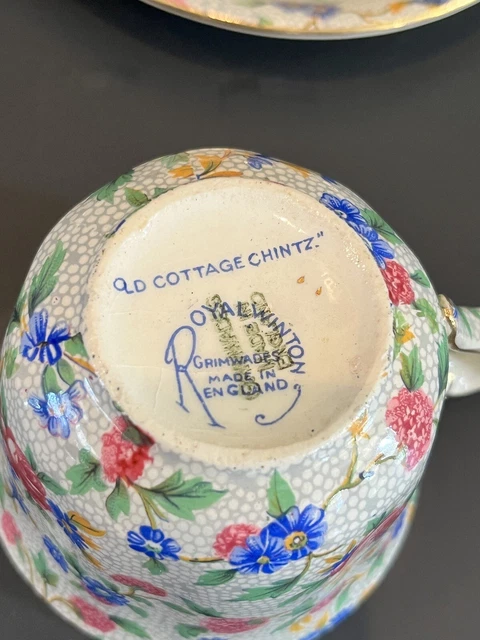 OLD COTTAGE CHINTZ."
ROYAL WINTON
GRIMWADES
MADE IN
ENGLAND